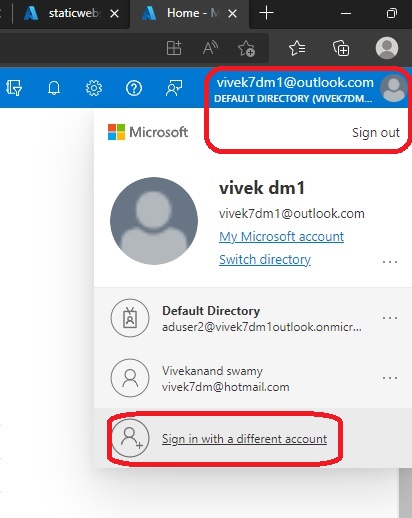 staticwebs
Home - M
vivek7dm1@outlook.com
DEFAULT DIRECTORY (VIVEK7DM...
Microsoft
Sign out
vivek dm1
vivek7dm1@outlook.com
My Microsoft account
Switch directory
...
Default Directory
aduser2@vivek7dm1outlook.onmicr...
...
Vivekanand swamy
vivek7dm@hotmail.com
...
Sign in with a different account